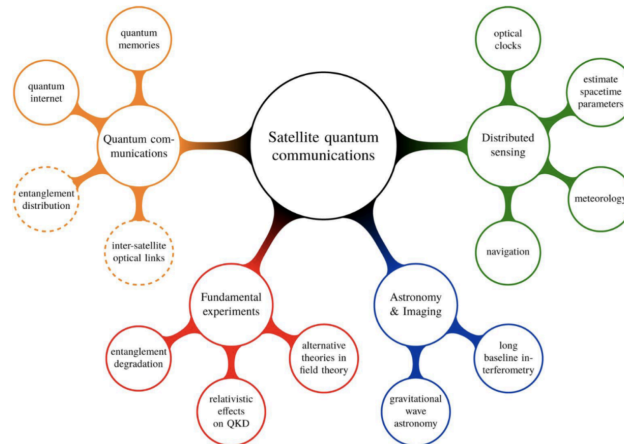 quantum
memories
optical
clocks
quantum
internet
estimate
spacetime
parameters
Quantum com-
munications
Satellite quantum
communications
Distributed
sensing
entanglement
distribution
meteorology
inter-satellite
optical links
navigation
Fundamental
experiments
Astronomy
& Imaging
entanglement
degradation
alternative
theories in
field theory
long
baseline in-
terferometry
relativistic
effects
on QKD
gravitational
wave
astronomy